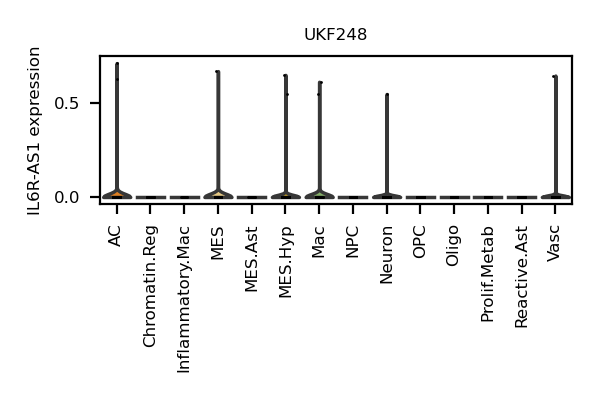 UKF248
IL6R-AS1 expression
0.5
0.0
AC
Chromatin.Reg
Inflammatory.Mac
MES
MES.Ast
MES.Hyp
Mac
NPC
Neuron
OPC
Oligo
Prolif.Metab
Reactive.Ast
Vasc